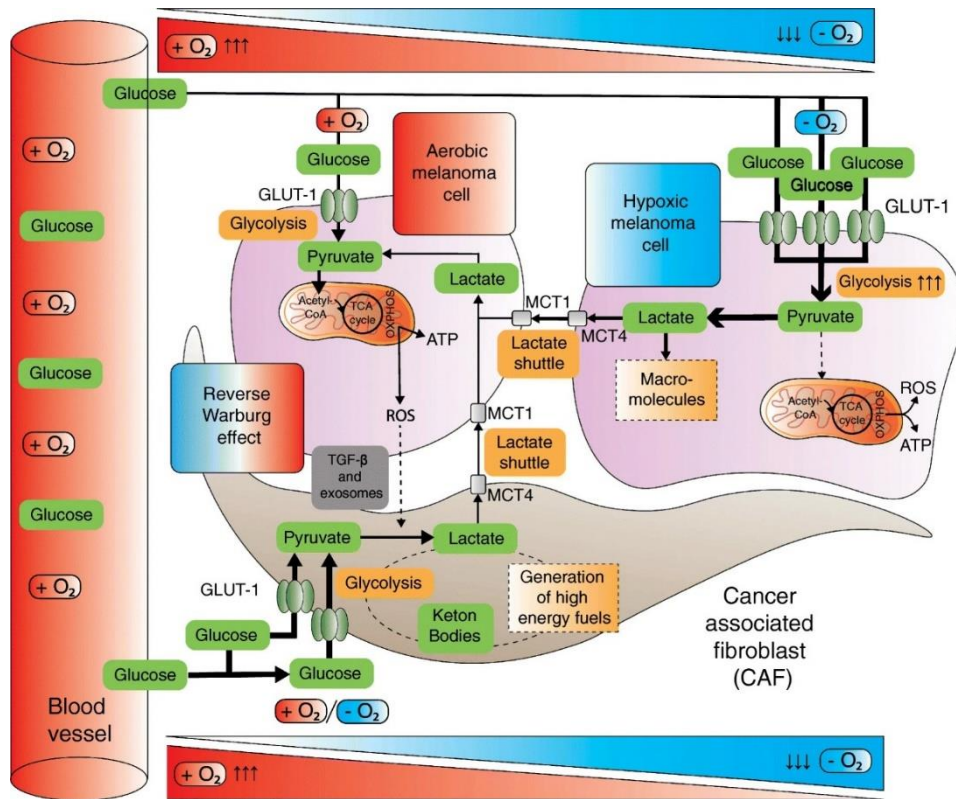 + O₂ ↑↑↑
↓↓↓ - O₂
Glucose
+ O₂
- O₂
+ O₂
Glucose
Aerobic
melanoma
cell
Hypoxic
melanoma
cell
Glucose
Glucose
Glucose
GLUT-1
GLUT-1
Glucose
Glycolysis
Pyruvate
Lactate
Glycolysis ↑↑↑
+ O₂
Acetyl-
CoA
TCA
cycle
OXPHOS
ATP
MCT1
MCT4
Lactate
Pyruvate
Lactate
shuttle
Macro-
molecules
Glucose
Reverse
Warburg
effect
ROS
MCT1
Acetyl-
CoA
TCA
cycle
OXPHOS
ROS
ATP
+ O₂
TGF-β
and
exosomes
Lactate
shuttle
MCT4
Glucose
Pyruvate
Lactate
+ O₂
GLUT-1
Glycolysis
Generation
of high
energy fuels
Keton
Bodies
Cancer
associated
fibroblast
(CAF)
Glucose
Glucose
Glucose
Blood
vessel
+ O₂ / - O₂
+ O₂ ↑↑↑
↓↓↓ - O₂